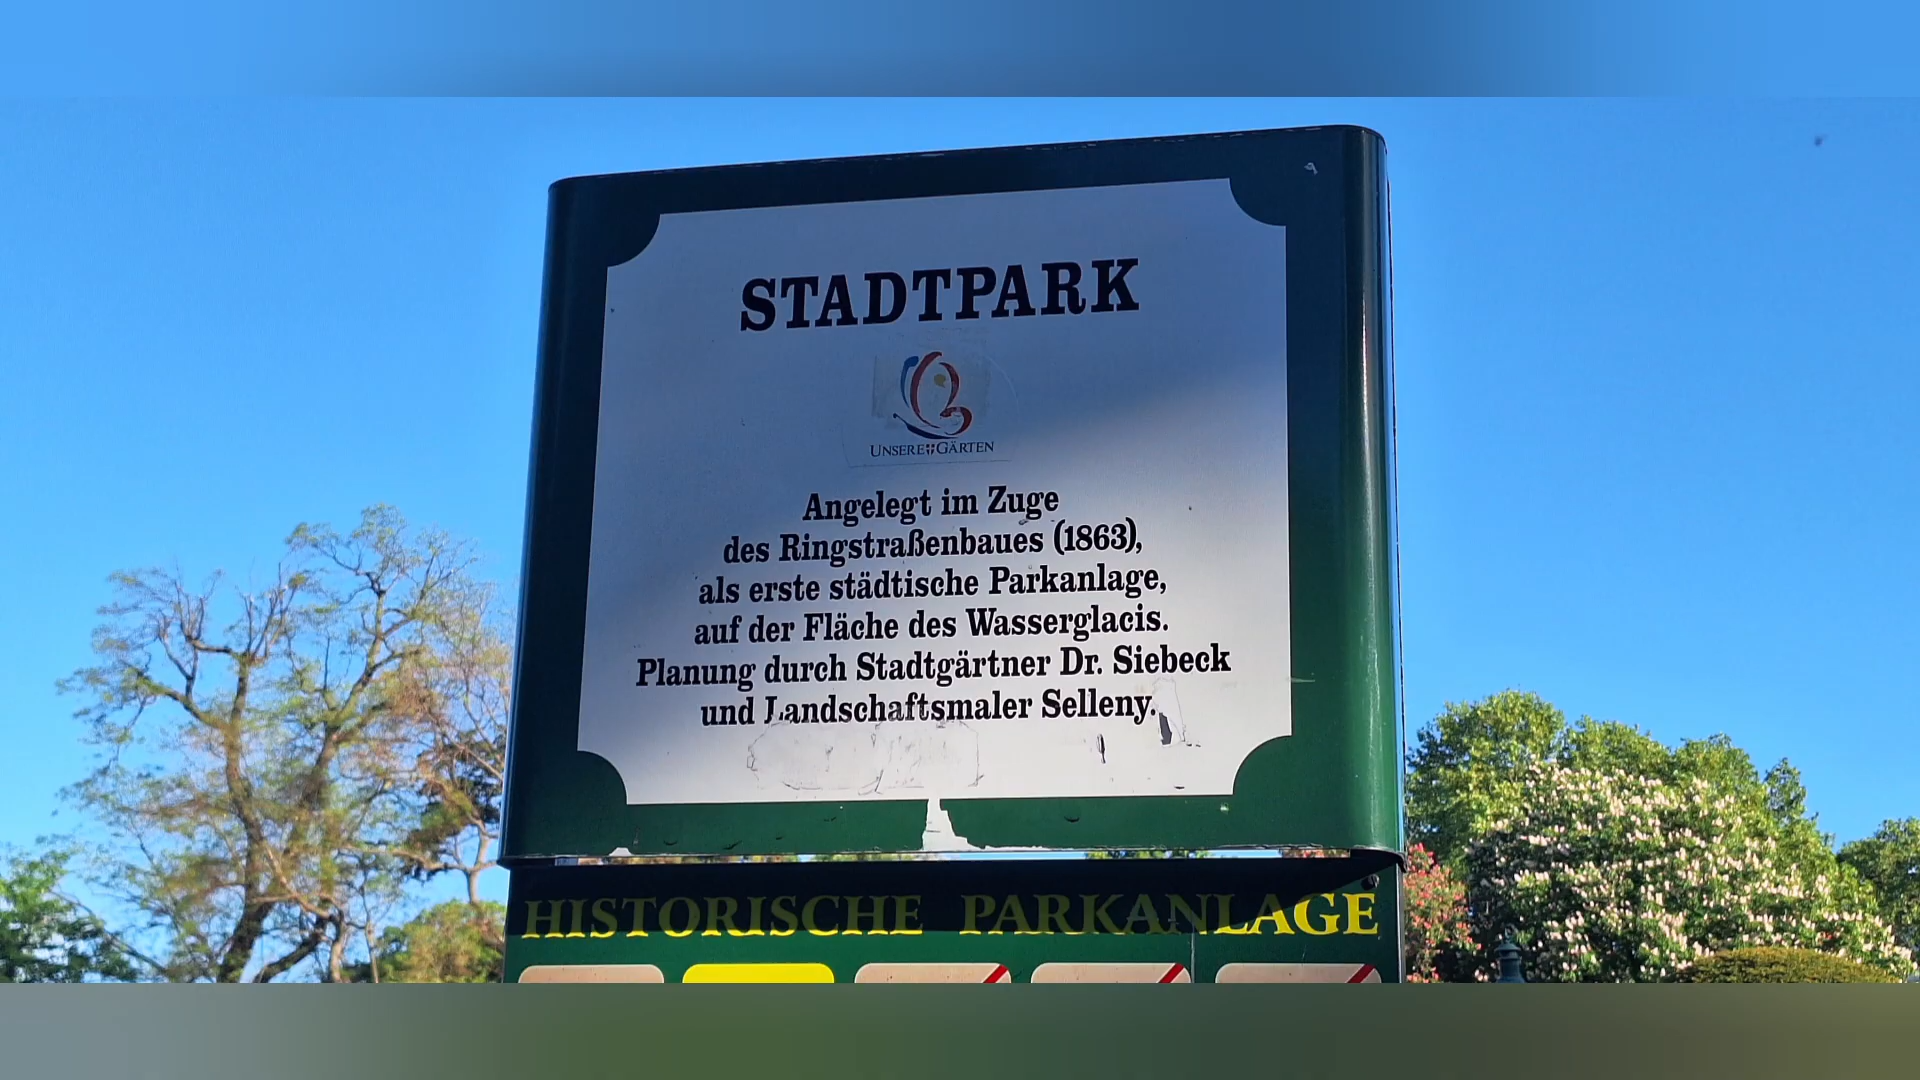 STADTPARK
UNSERE GÄRTEN
Angelegt im Zuge
des Ringstraßenbaues (1863),
als erste städtische Parkanlage,
auf der Fläche des Wasserglacis.
Planung durch Stadtgärtner Dr. Siebeck
und Landschaftsmaler Selleny.
HISTORISCHE PARKANLAGE